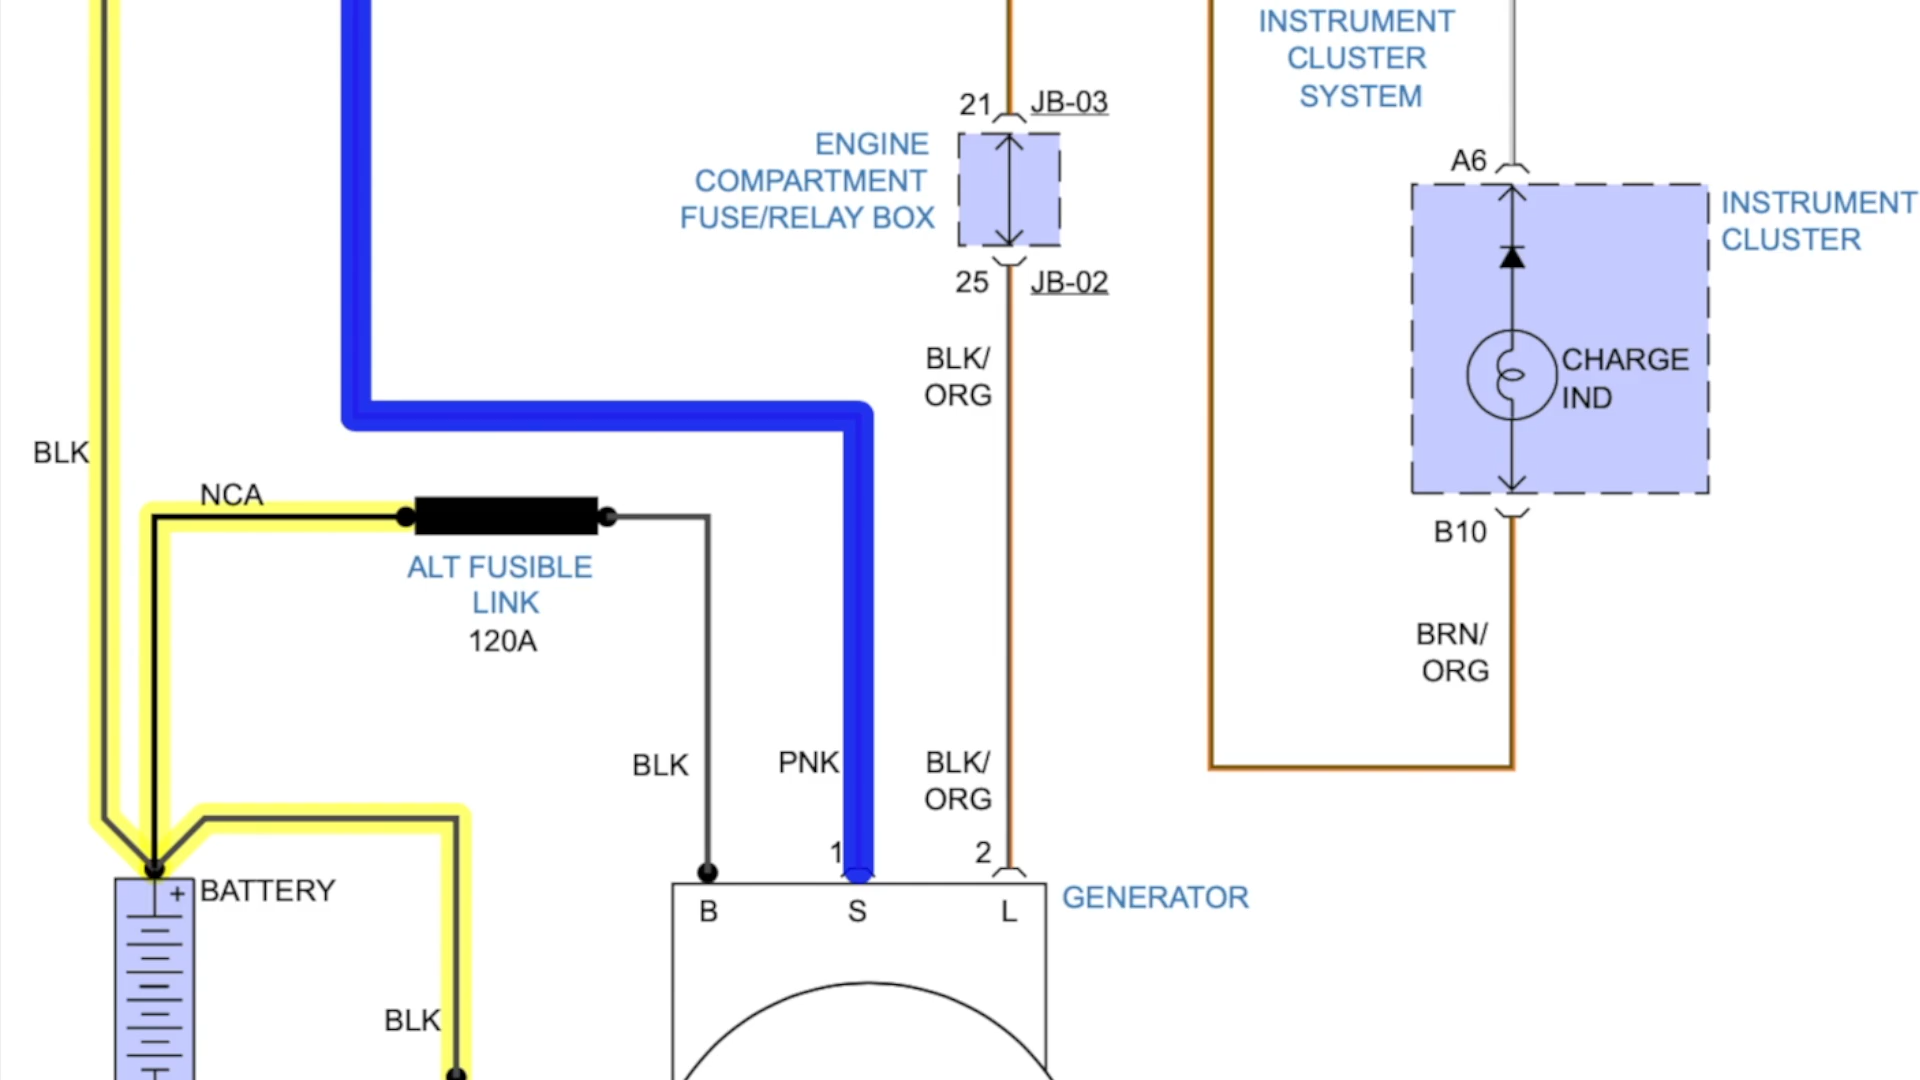 INSTRUMENT
CLUSTER
SYSTEM
21
JB-03
ENGINE
COMPARTMENT
FUSE/RELAY BOX
25
JB-02
A6
INSTRUMENT
CLUSTER
CHARGE
IND
B10
BLK/
ORG
BLK
NCA
ALT FUSIBLE
LINK
120A
BRN/
ORG
BLK
PNK
BLK/
ORG
1
2
+
BATTERY
B
S
L
GENERATOR
BLK